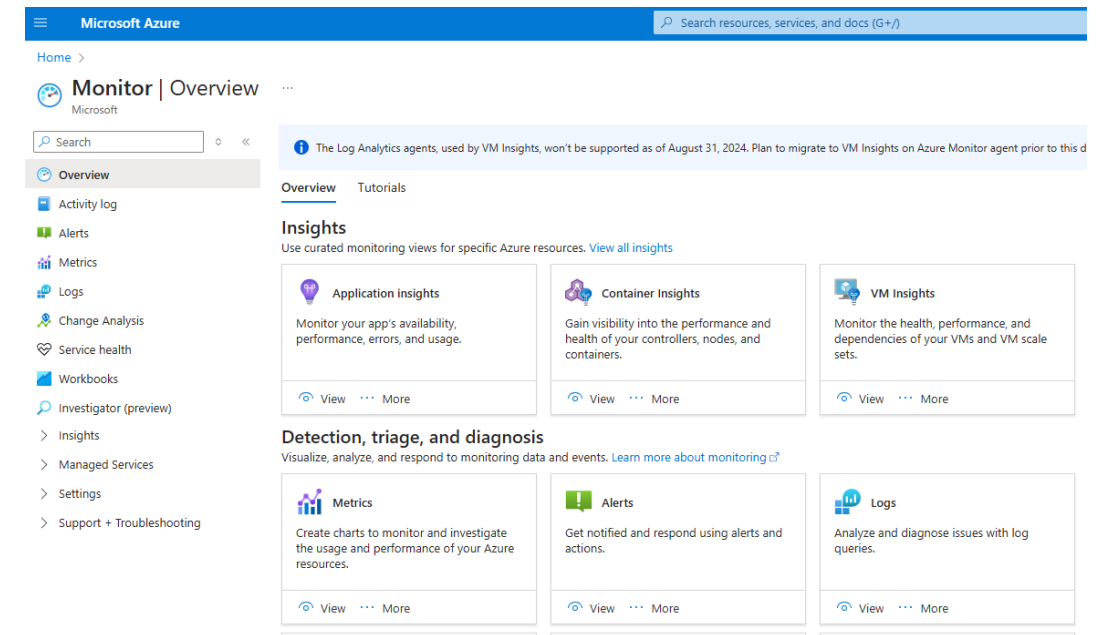 Microsoft Azure
Search resources, services, and docs (G+/)
Home >
Monitor | Overview ...
Microsoft
Search
The Log Analytics agents, used by VM Insights, won't be supported as of August 31, 2024. Plan to migrate to VM Insights on Azure Monitor agent prior to this d
Overview
Activity log
Alerts
Metrics
Logs
Change Analysis
Service health
Workbooks
Investigator (preview)
Insights
Managed Services
Settings
Support + Troubleshooting
Overview Tutorials
Insights
Use curated monitoring views for specific Azure resources. View all insights
Application insights
Monitor your app's availability,
performance, errors, and usage.
View ... More
Container Insights
Gain visibility into the performance and
health of your controllers, nodes, and
containers.
View ... More
VM Insights
Monitor the health, performance, and
dependencies of your VMs and VM scale
sets.
View ... More
Detection, triage, and diagnosis
Visualize, analyze, and respond to monitoring data and events. Learn more about monitoring
Metrics
Create charts to monitor and investigate
the usage and performance of your Azure
resources.
View ... More
Alerts
Get notified and respond using alerts and
actions.
View ... More
Logs
Analyze and diagnose issues with log
queries.
View ... More